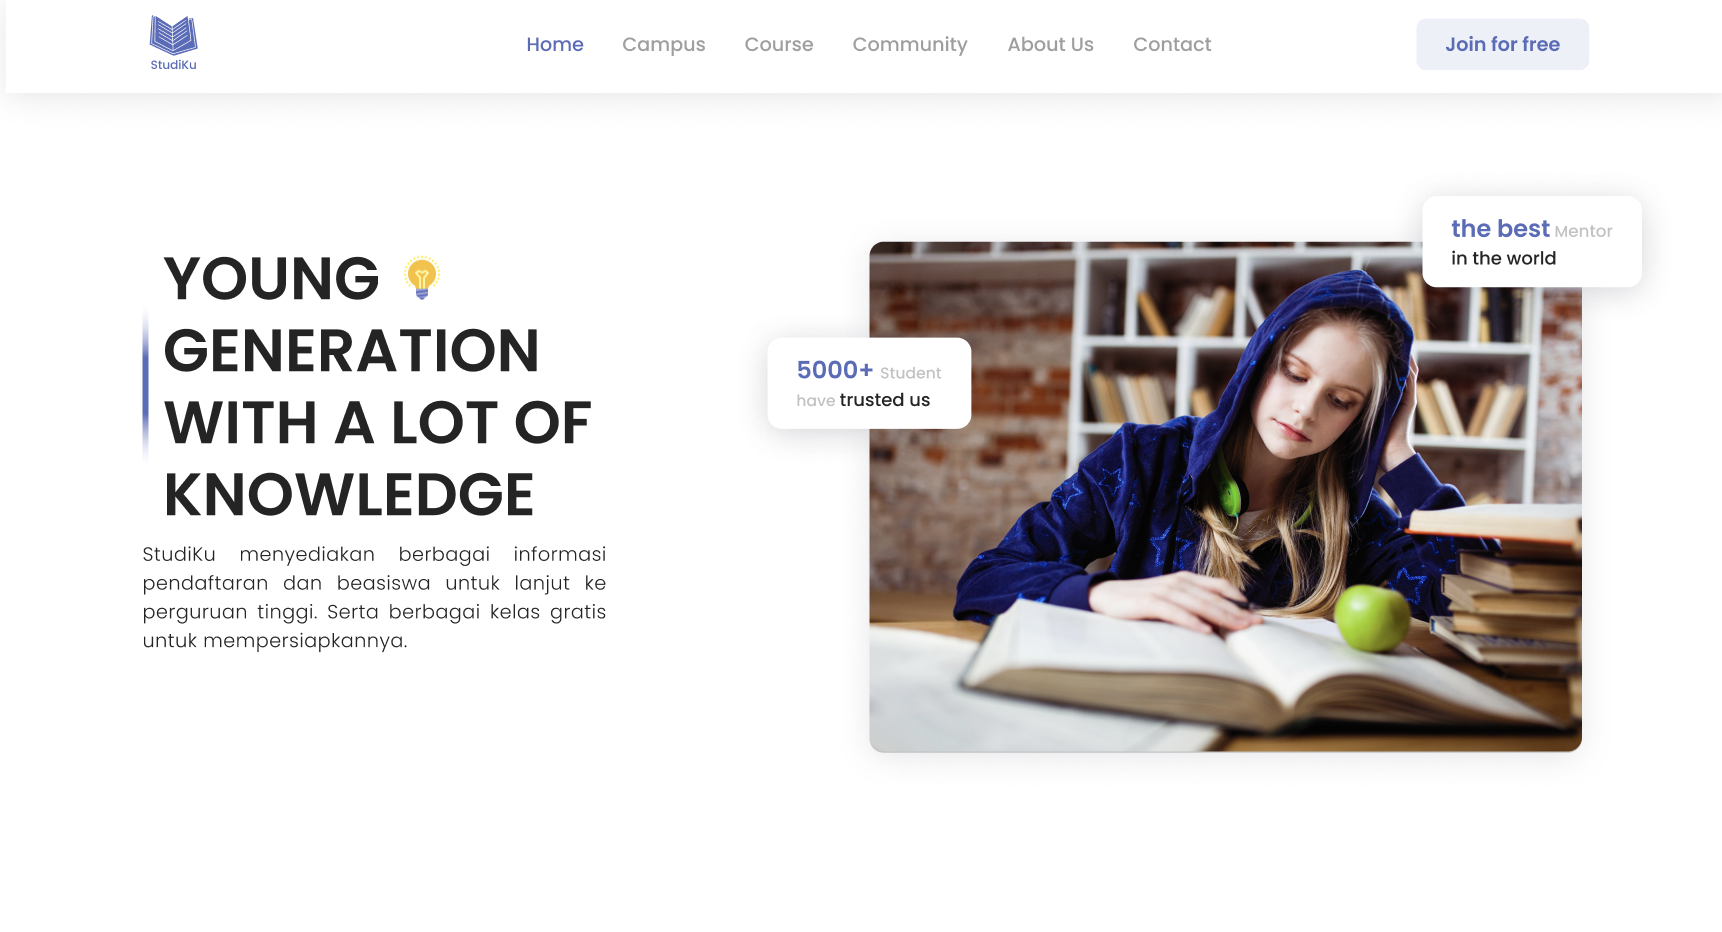 StudiKu
Home
Campus
Course
Community
About Us
Contact
Join for free
YOUNG
GENERATION
WITH A LOT OF
KNOWLEDGE
StudiKu menyediakan berbagai informasi
pendaftaran dan beasiswa untuk lanjut ke
perguruan tinggi. Serta berbagai kelas gratis
untuk mempersiapkannya.
the best Mentor
in the world
5000+ Student
have trusted us